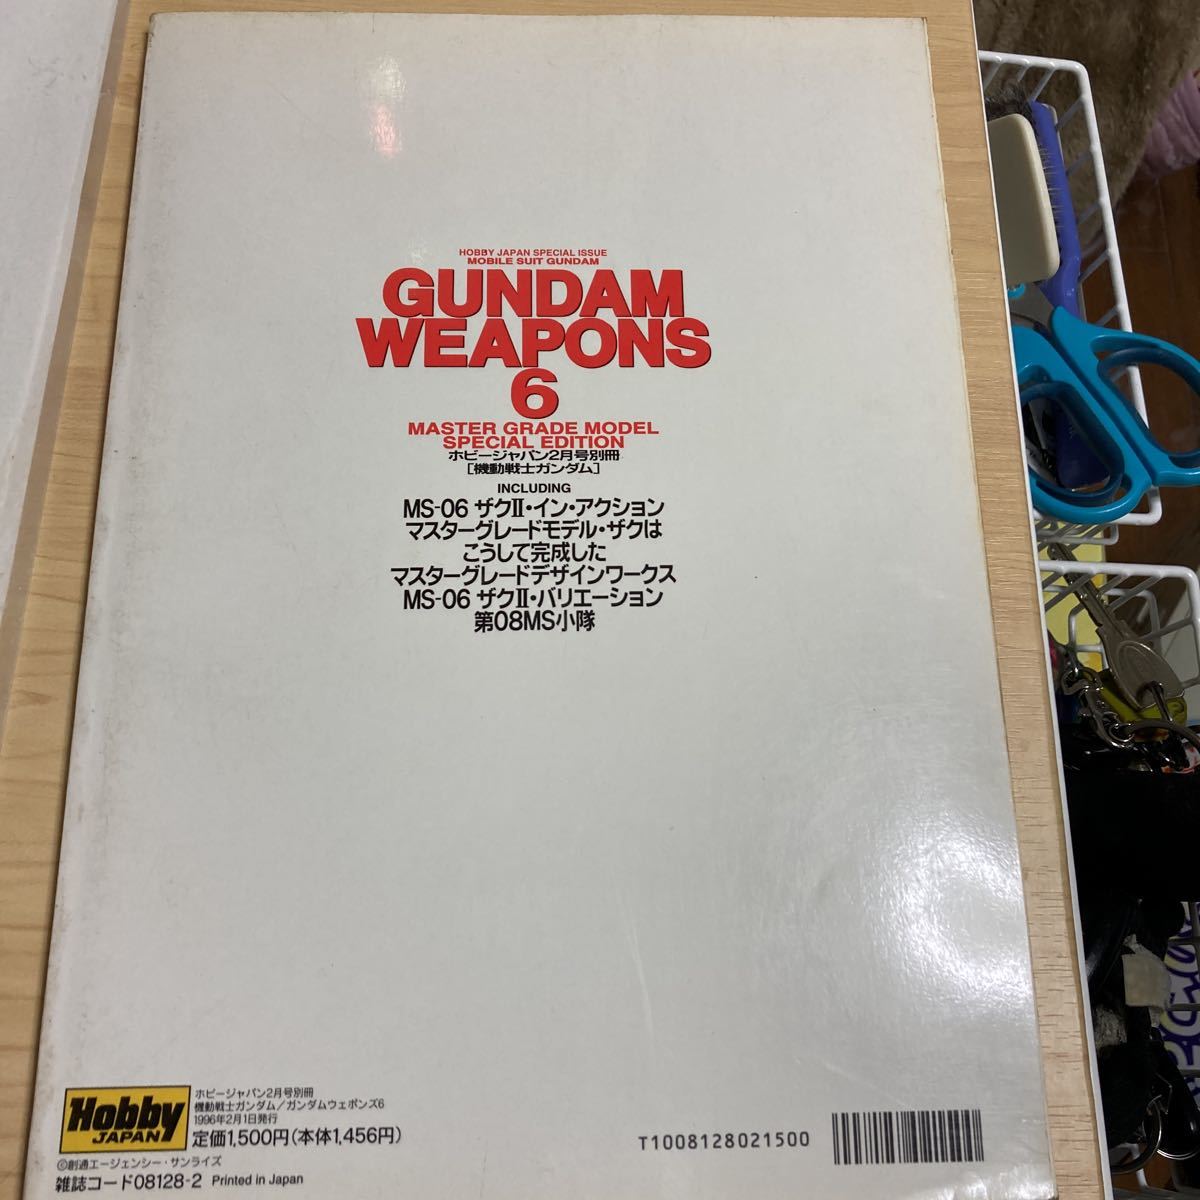 HOBBY JAPAN SPECIAL ISSUE
MOBILE SUIT GUNDAM
GUNDAM
WEAPONS
6
MASTER GRADE MODEL
SPECIAL EDITION
ホビージャパン2月号別冊
[機動戦士ガンダム]
INCLUDING
MS-06 ザクⅡ・イン・アクション
マスターグレードモデル・ザクは
こうして完成した
マスターグレードデザインワークス
MS-06 ザクⅡ・バリエーション
第08MS小隊
Hobby
JAPAN
ホビージャパン2月号別冊
機動戦士ガンダム/ガンダムウェポンズ6
1996年2月1日発行
定価1,500円(本体1,456円)
©創通エージェンシー・サンライズ
雑誌コード08128-2 Printed in Japan
T1008128021500